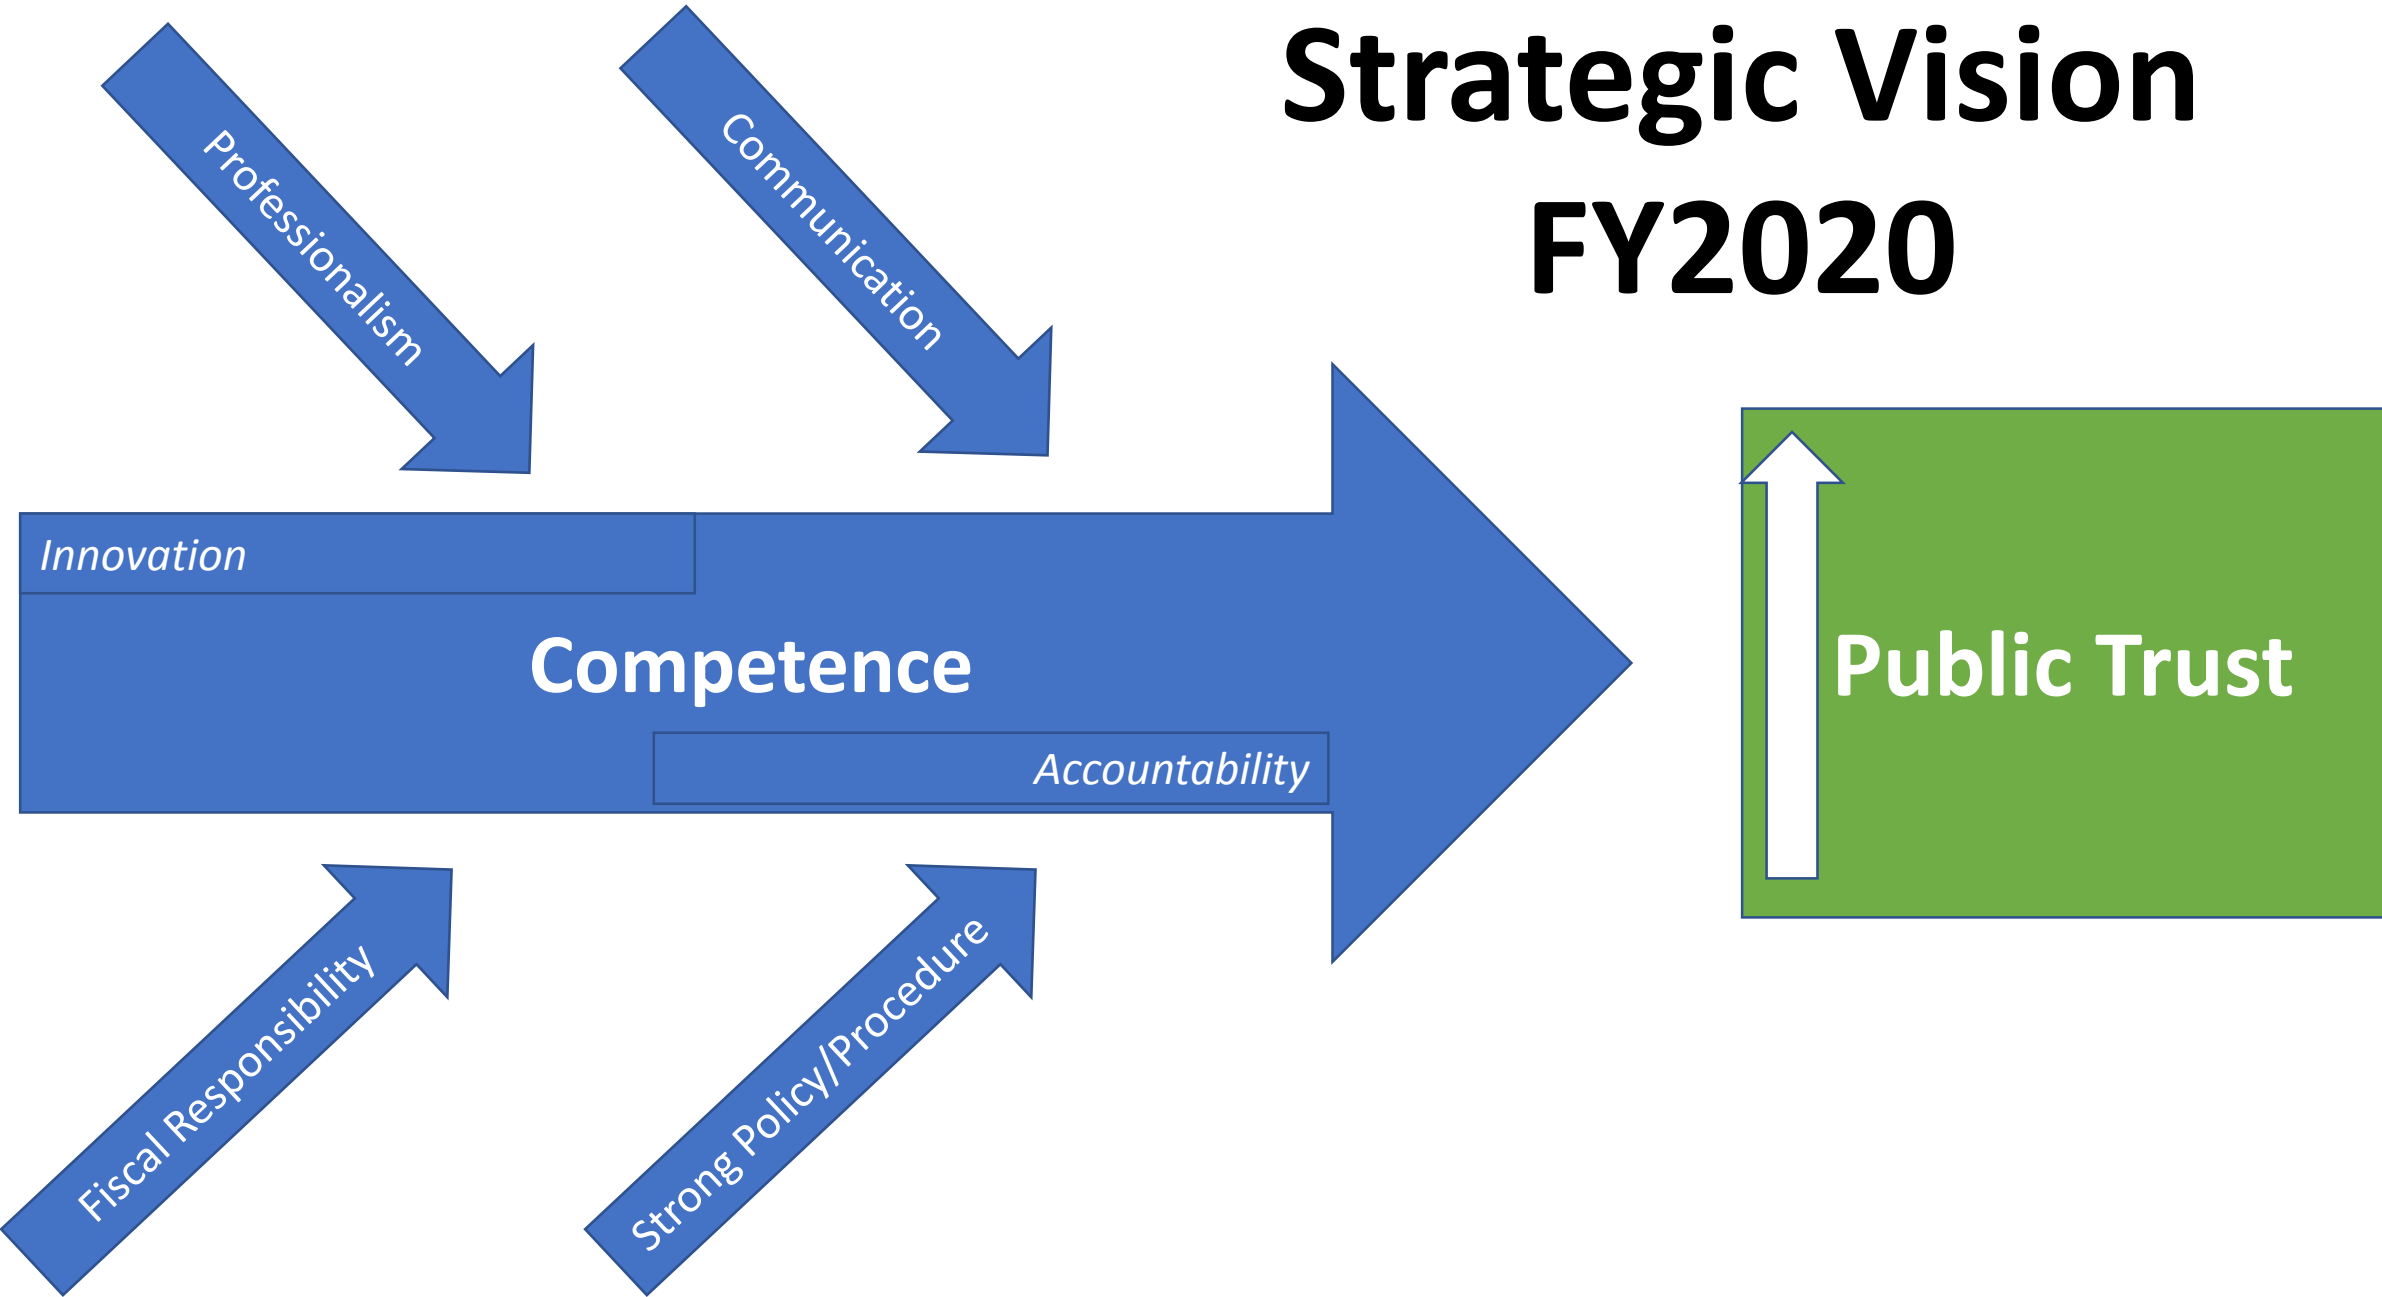 Strategic Vision
FY2020
Professionalism
Communication
Innovation
Competence
Accountability
Public Trust
Fiscal Responsibility
Strong Policy/Procedure